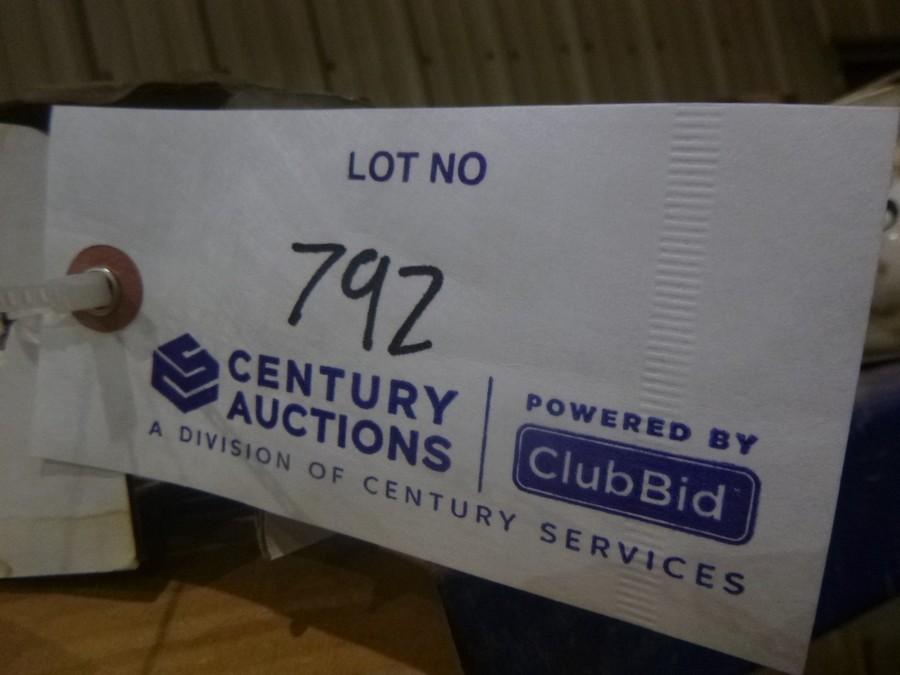 LOT NO
792
CENTURY
AUCTIONS
A DIVISION OF CENTURY SERVICES
POWERED BY
ClubBid